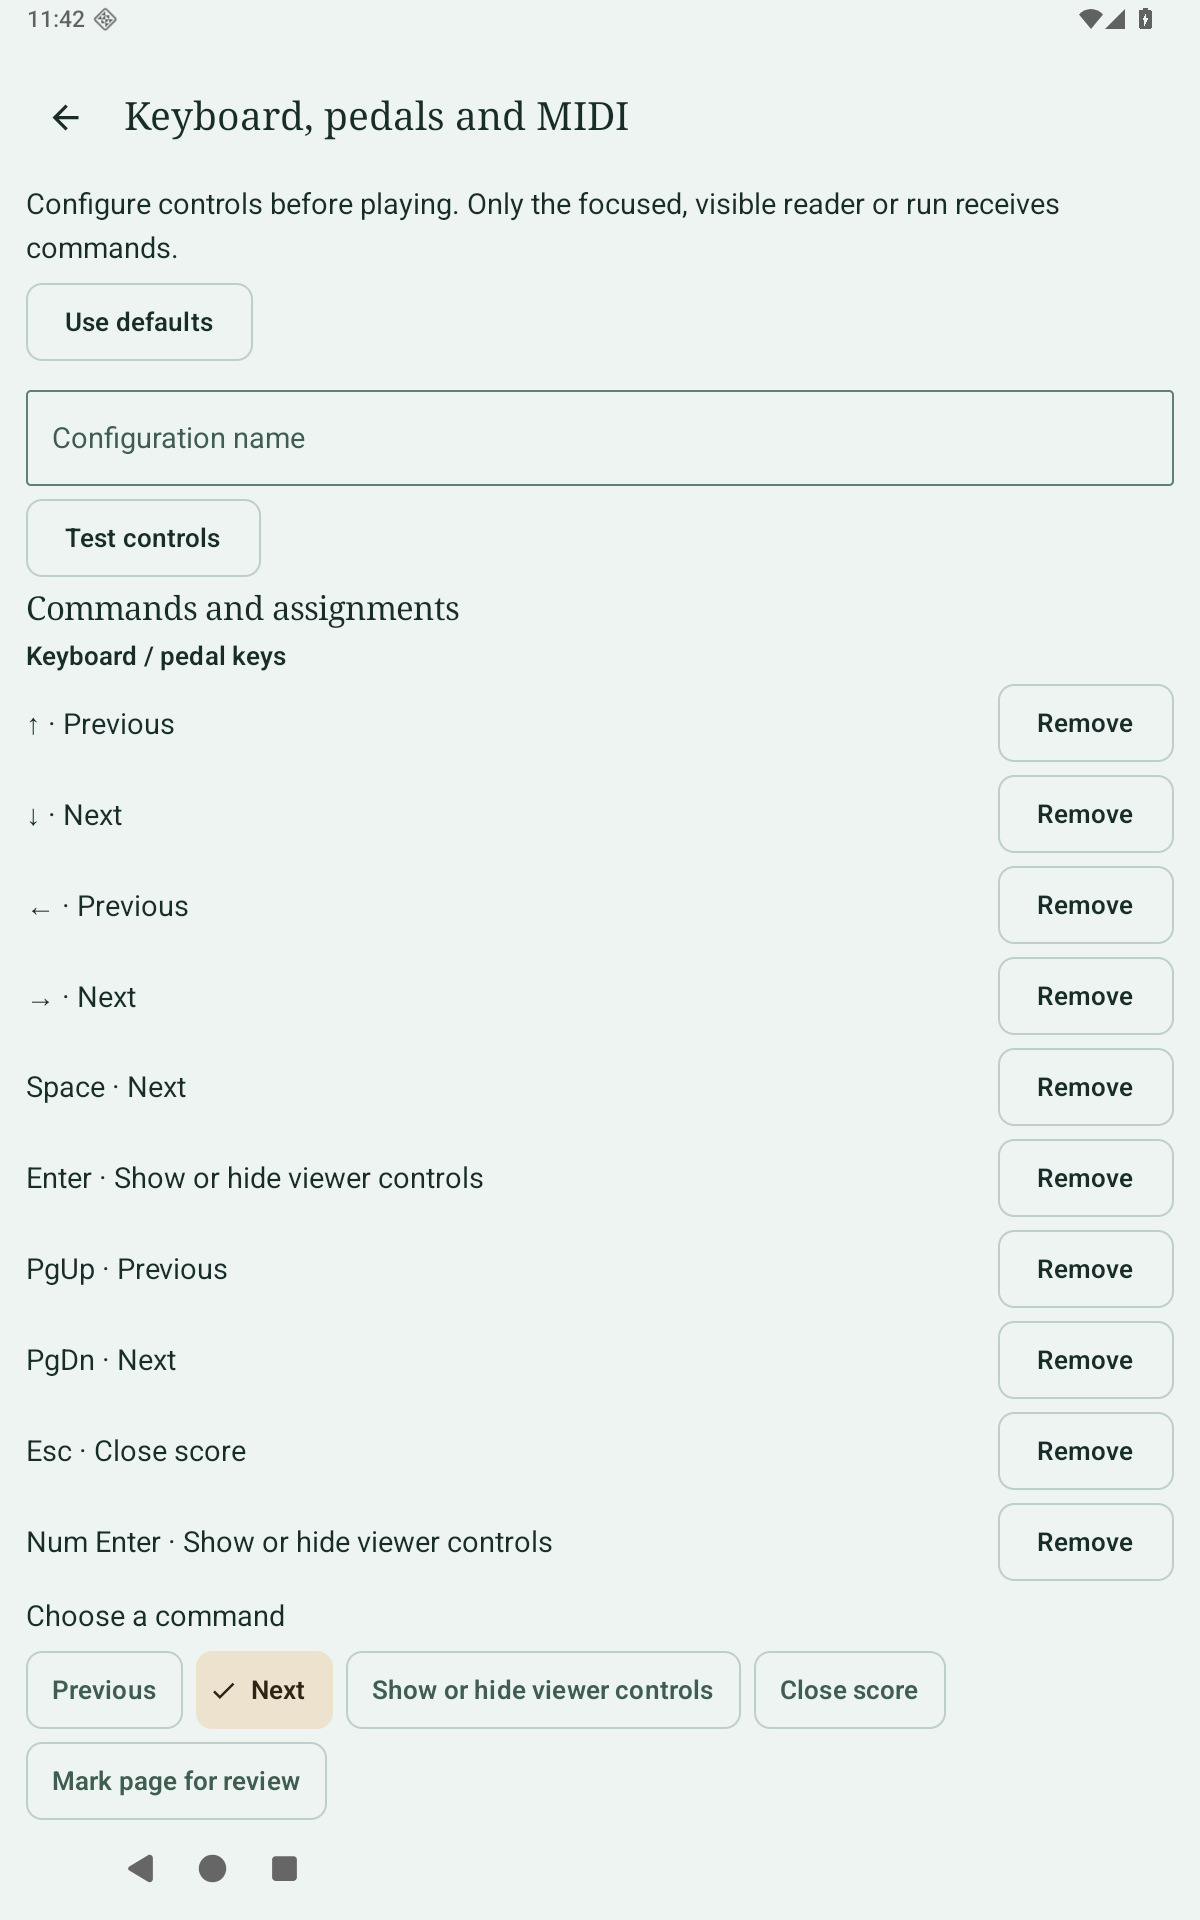 11:42
Keyboard, pedals and MIDI
Configure controls before playing. Only the focused, visible reader or run receives
commands.
Use defaults
Configuration name
Test controls
Commands and assignments
Keyboard / pedal keys
↑ · Previous Remove
↓ · Next Remove
← · Previous Remove
→ · Next Remove
Space · Next Remove
Enter · Show or hide viewer controls Remove
PgUp · Previous Remove
PgDn · Next Remove
Esc · Close score Remove
Num Enter · Show or hide viewer controls Remove
Choose a command
Previous Next Show or hide viewer controls Close score
Mark page for review